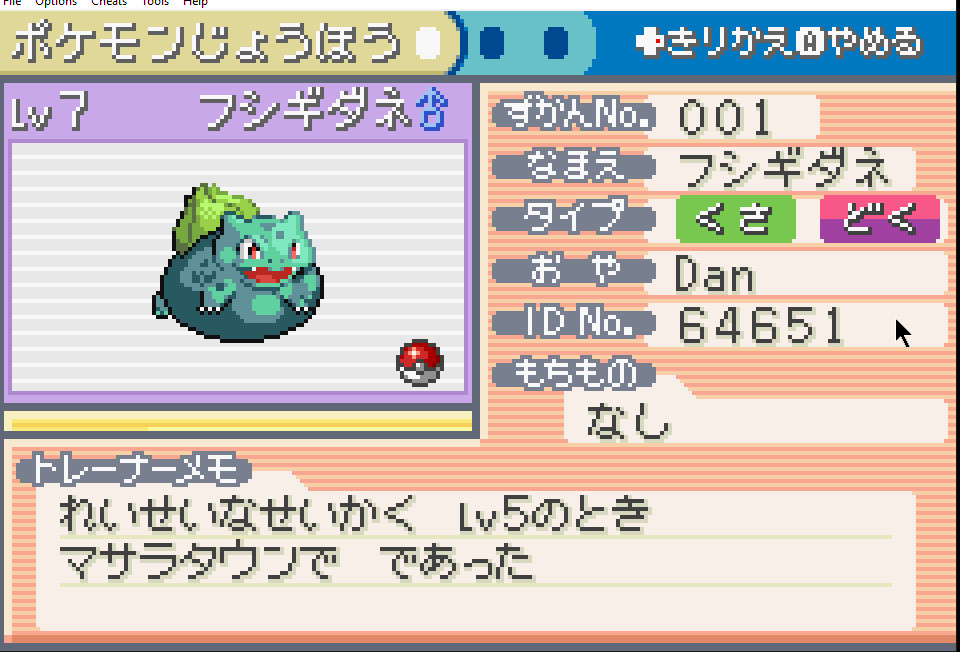 File Options Cheats Tools Help
ポケモンじょうほう きりかえ Ⓐやめる
Lv7 フシギダネ♂
ずかんNo. 001
なまえ フシギダネ
タイプ くさ どく
おや Dan
IDNo. 64651
もちもの
なし
トレーナーメモ
れいせいなせいかく Lv5のとき
マサラタウンで であった